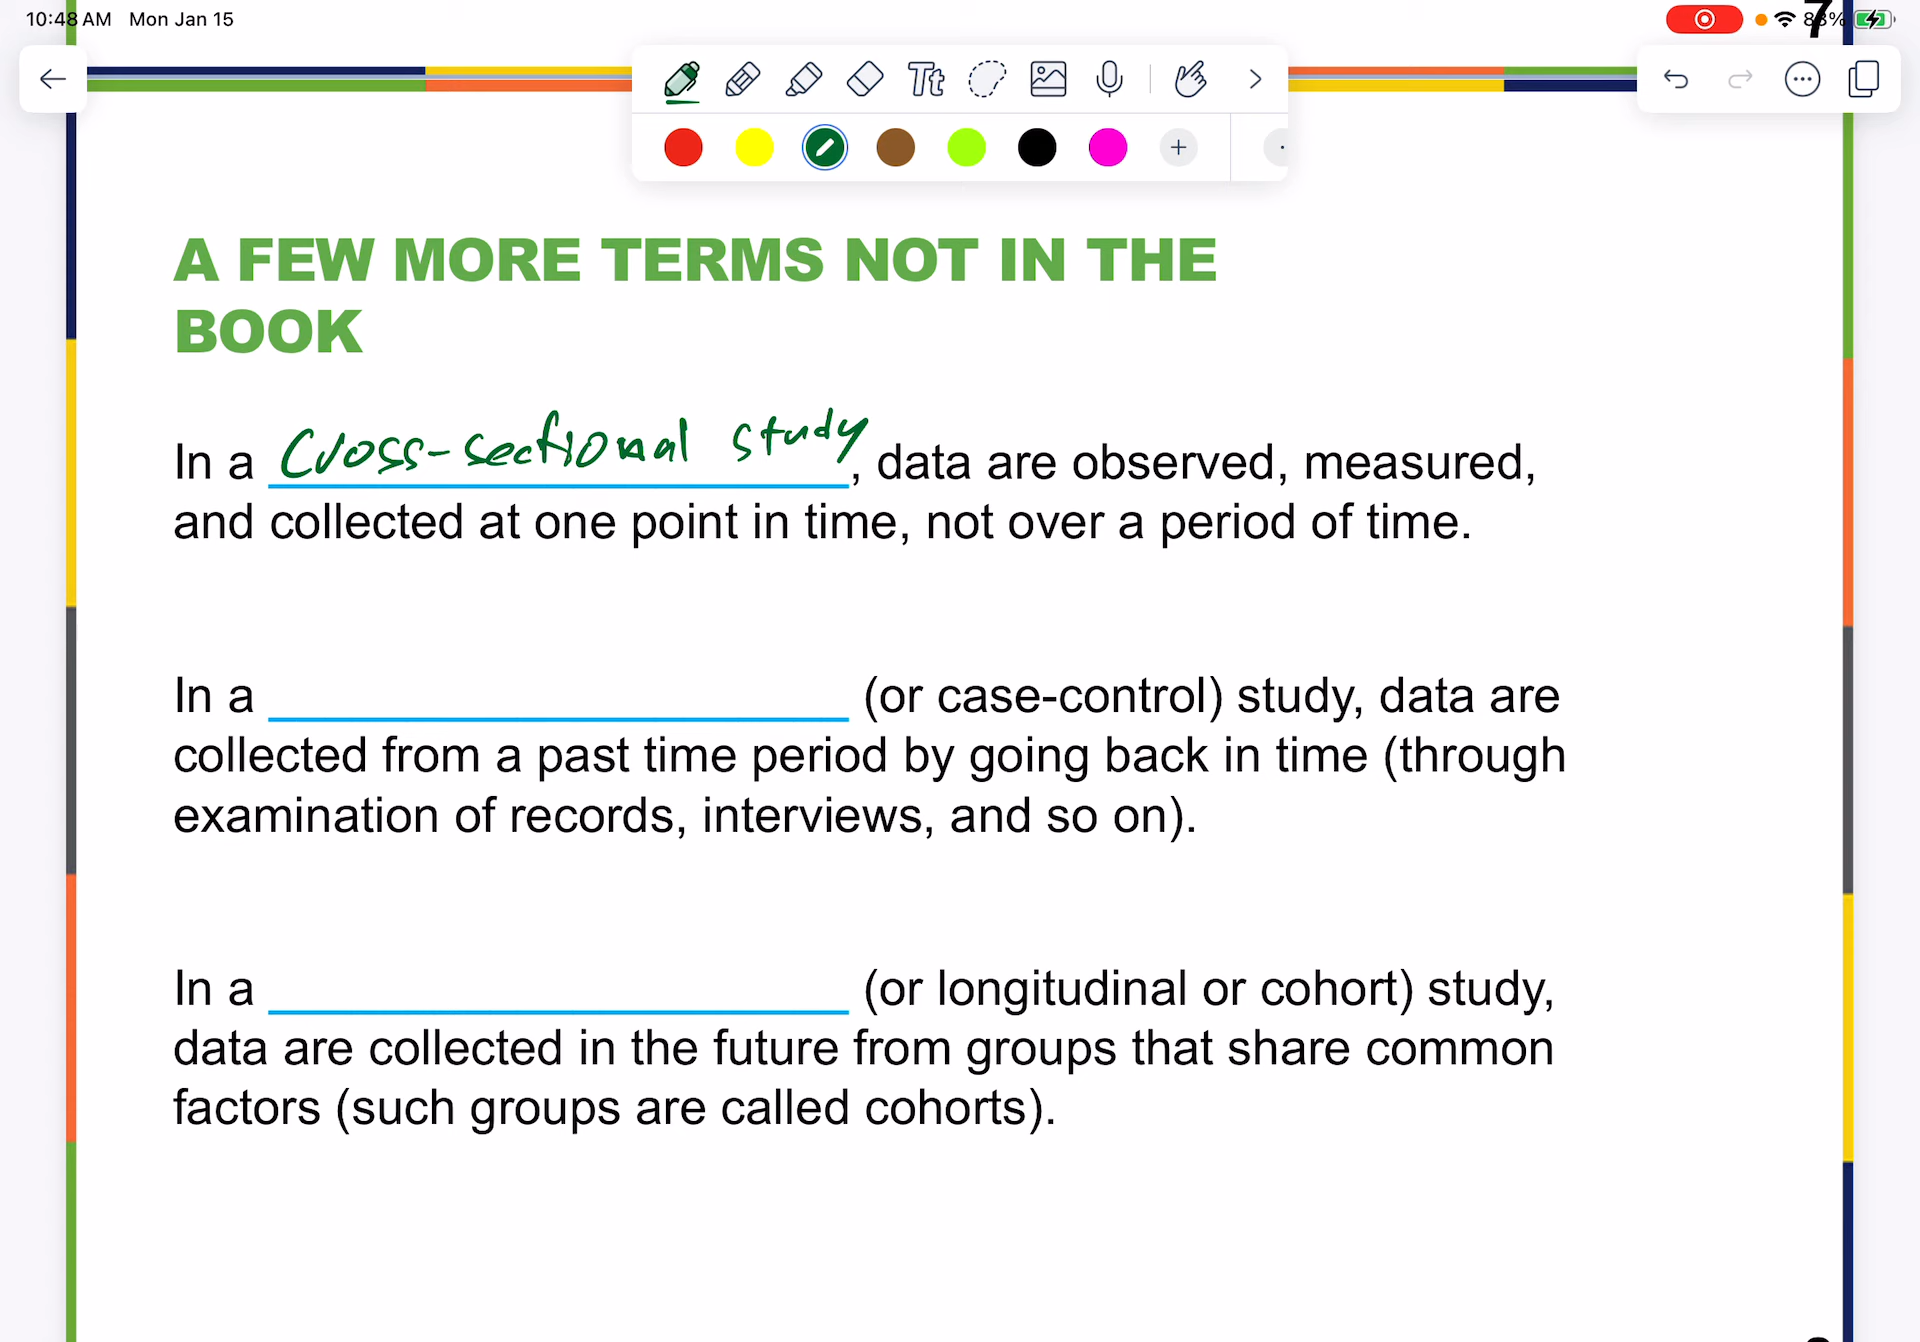 10:48 AM Mon Jan 15
83%
7
Tt
A FEW MORE TERMS NOT IN THE
BOOK
In a Cross-sectional study, data are observed, measured,
and collected at one point in time, not over a period of time.
In a (or case-control) study, data are
collected from a past time period by going back in time (through
examination of records, interviews, and so on).
In a (or longitudinal or cohort) study,
data are collected in the future from groups that share common
factors (such groups are called cohorts).